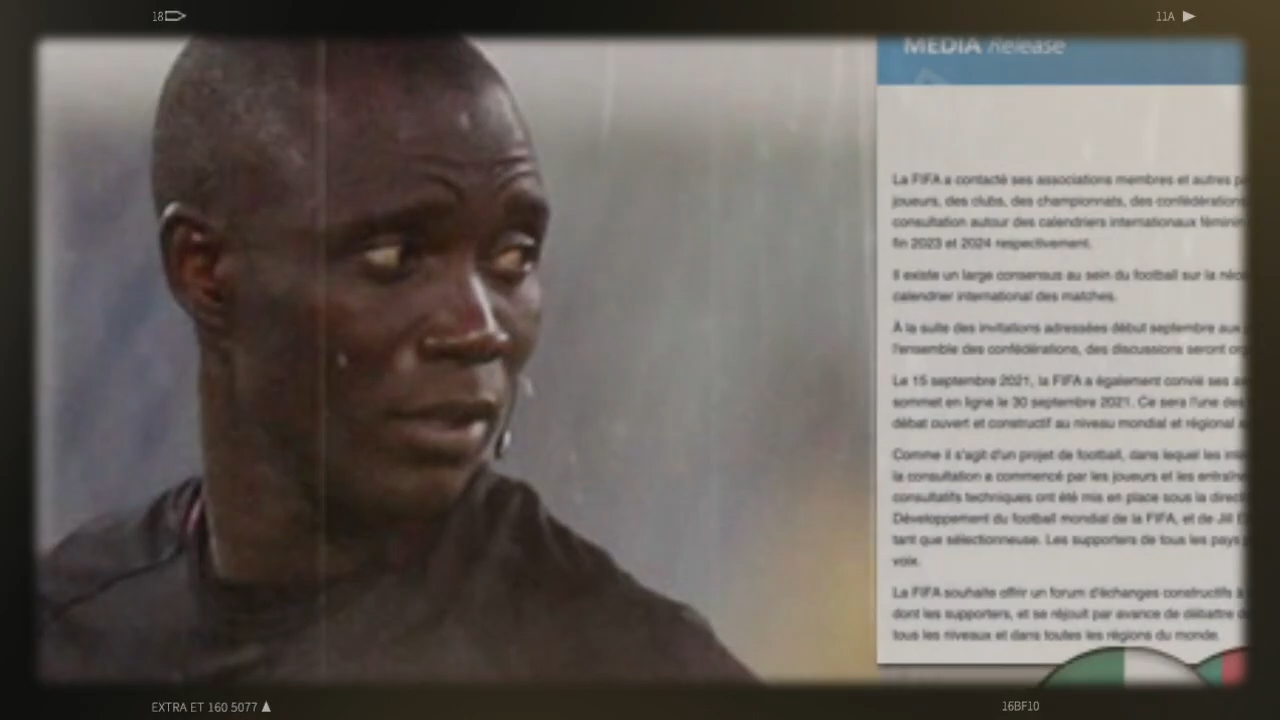 18
11A
MEDIA Release
La FIFA a contacté ses associations membres et autres
joueurs, des clubs, des championnats, des confédérations
consultation autour des calendriers internationaux
fin 2023 et 2024 respectivement.
Il existe un large consensus au sein du football sur la
calendrier international des matches.
À la suite des invitations adressées début septembre aux
l'ensemble des confédérations, des discussions seront
Le 15 septembre 2021, la FIFA a également convié ses
sommet en ligne le 30 septembre 2021. Ce sera l'une des
débat ouvert et constructif au niveau mondial et régional
Comme il s'agit d'un projet de football, dans lequel les
la consultation a commencé par les joueurs et les
consultatifs techniques ont été mis en place sous la
Développement du football mondial de la FIFA, et de Jill
tant que sélectionneuse. Les supporters de tous les pays
voix.
La FIFA souhaite offrir un forum d'échanges constructifs à
dont les supporters, et se réjouit par avance de débattre
tous les niveaux et dans toutes les régions du monde.
EXTRA ET 160 5077
16BF10